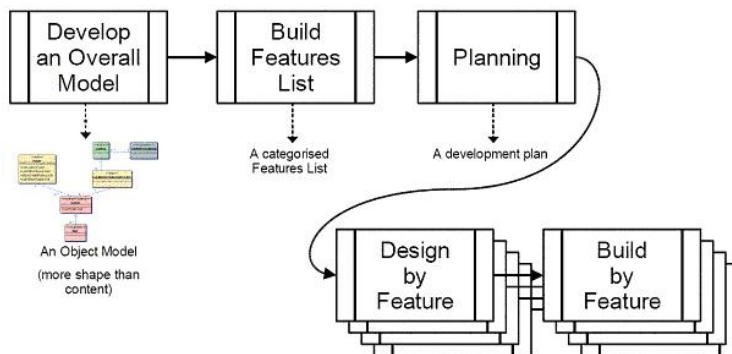 Develop
an Overall
Model
Build
Features
List
Planning
A categorised
Features List
A development plan
An Object Model
(more shape than
content)
Design
by
Feature
Build
by
Feature